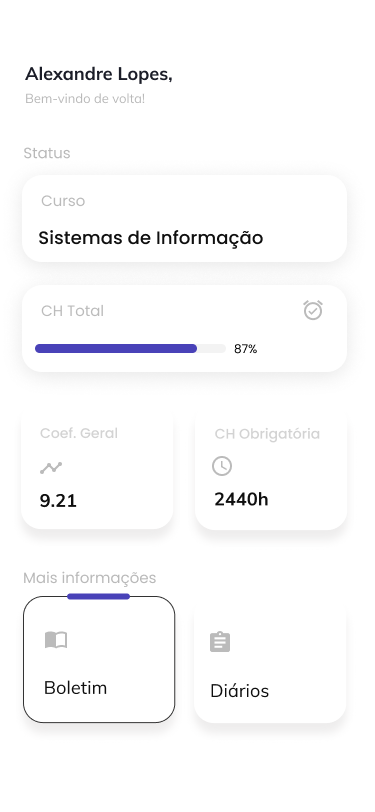 Alexandre Lopes,
Bem-vindo de volta!
Status
Curso
Sistemas de Informação
CH Total
87%
Coef. Geral
9.21
CH Obrigatória
2440h
Mais informações
Boletim
Diários